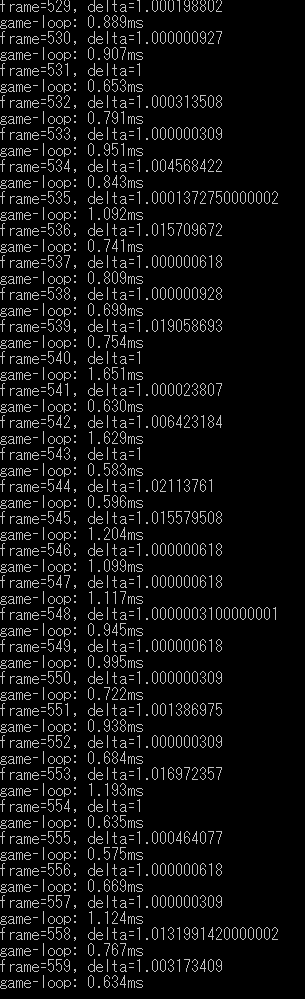 frame=529, delta=1.000198802
game-loop: 0.889ms
frame=530, delta=1.000000927
game-loop: 0.907ms
frame=531, delta=1
game-loop: 0.653ms
frame=532, delta=1.000313508
game-loop: 0.791ms
frame=533, delta=1.000000309
game-loop: 0.951ms
frame=534, delta=1.004568422
game-loop: 0.843ms
frame=535, delta=1.0001372750000002
game-loop: 1.092ms
frame=536, delta=1.015709672
game-loop: 0.741ms
frame=537, delta=1.000000618
game-loop: 0.809ms
frame=538, delta=1.000000928
game-loop: 0.699ms
frame=539, delta=1.019058693
game-loop: 0.754ms
frame=540, delta=1
game-loop: 1.651ms
frame=541, delta=1.000023807
game-loop: 0.630ms
frame=542, delta=1.006423184
game-loop: 1.629ms
frame=543, delta=1
game-loop: 0.583ms
frame=544, delta=1.02113761
game-loop: 0.596ms
frame=545, delta=1.015579508
game-loop: 1.204ms
frame=546, delta=1.000000618
game-loop: 1.099ms
frame=547, delta=1.000000618
game-loop: 1.117ms
frame=548, delta=1.0000003100000001
game-loop: 0.945ms
frame=549, delta=1.000000618
game-loop: 0.995ms
frame=550, delta=1.000000309
game-loop: 0.722ms
frame=551, delta=1.001386975
game-loop: 0.938ms
frame=552, delta=1.000000309
game-loop: 0.684ms
frame=553, delta=1.016972357
game-loop: 1.193ms
frame=554, delta=1
game-loop: 0.635ms
frame=555, delta=1.000464077
game-loop: 0.575ms
frame=556, delta=1.000000618
game-loop: 0.669ms
frame=557, delta=1.000000309
game-loop: 1.124ms
frame=558, delta=1.0131991420000002
game-loop: 0.767ms
frame=559, delta=1.003173409
game-loop: 0.634ms